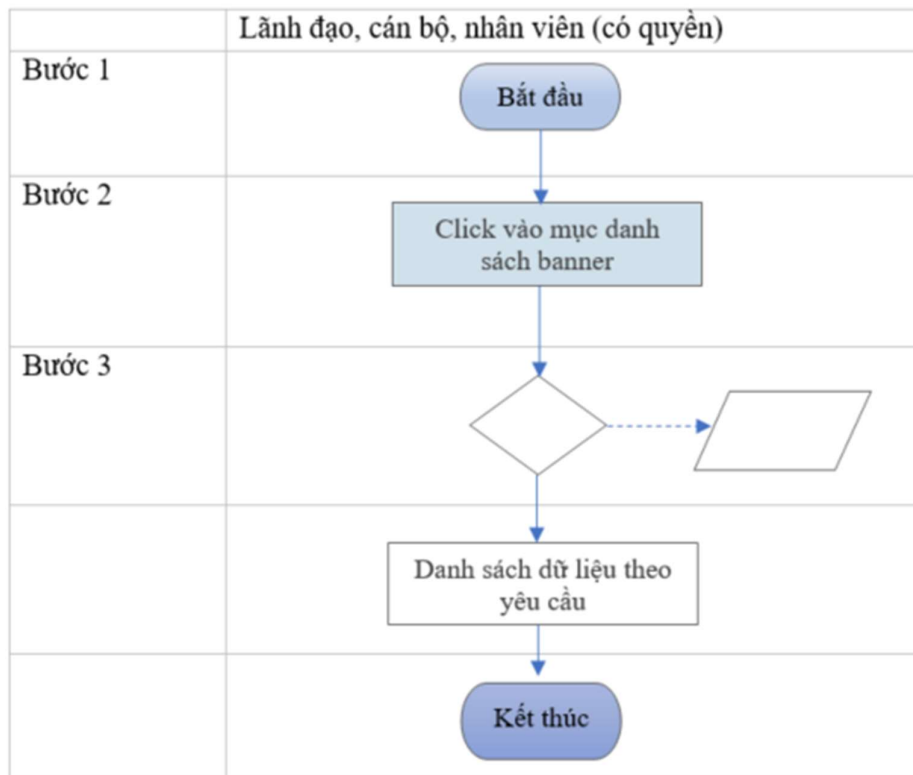 Lãnh đạo, cán bộ, nhân viên (có quyền)
Bước 1
Bắt đầu
Bước 2
Click vào mục danh
sách banner
Bước 3
Danh sách dữ liệu theo
yêu cầu
Kết thúc